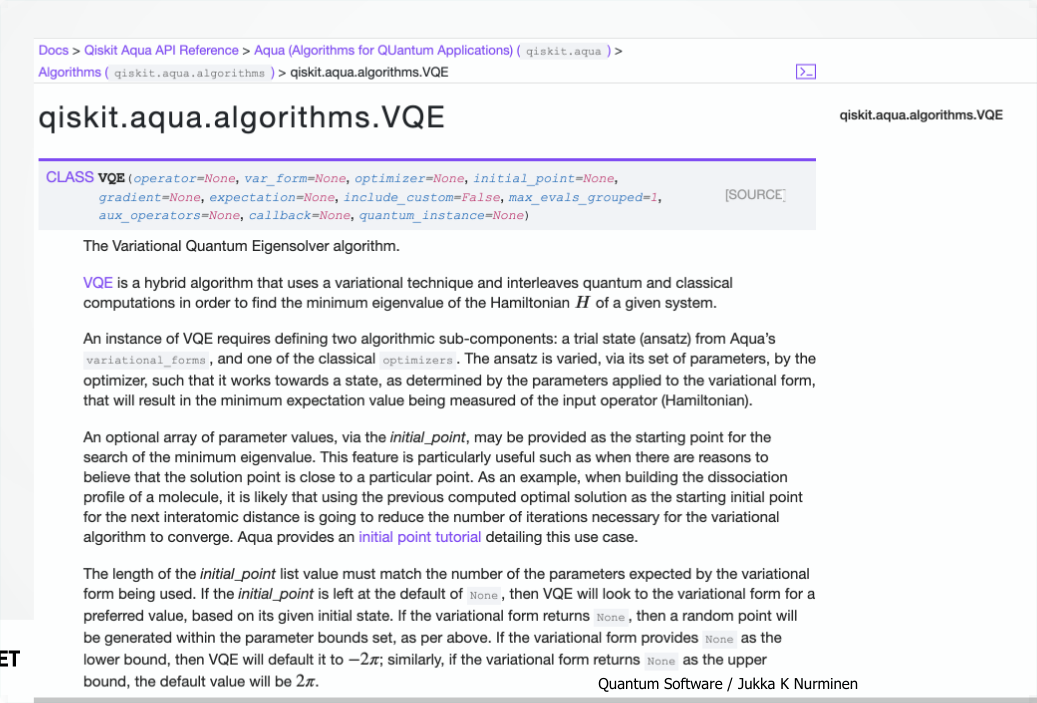 Docs > Qiskit Aqua API Reference > Aqua (Algorithms for QUantum Applications) ( qiskit.aqua ) >
Algorithms ( qiskit.aqua.algorithms ) > qiskit.aqua.algorithms.VQE
>_
qiskit.aqua.algorithms.VQE
qiskit.aqua.algorithms.VQE
CLASS VQE(operator=None, var_form=None, optimizer=None, initial_point=None,
gradient=None, expectation=None, include_custom=False, max_evals_grouped=1,
aux_operators=None, callback=None, quantum_instance=None)
[SOURCE]
The Variational Quantum Eigensolver algorithm.
VQE is a hybrid algorithm that uses a variational technique and interleaves quantum and classical
computations in order to find the minimum eigenvalue of the Hamiltonian H of a given system.
An instance of VQE requires defining two algorithmic sub-components: a trial state (ansatz) from Aqua's
variational_forms , and one of the classical optimizers . The ansatz is varied, via its set of parameters, by the
optimizer, such that it works towards a state, as determined by the parameters applied to the variational form,
that will result in the minimum expectation value being measured of the input operator (Hamiltonian).
An optional array of parameter values, via the initial_point, may be provided as the starting point for the
search of the minimum eigenvalue. This feature is particularly useful such as when there are reasons to
believe that the solution point is close to a particular point. As an example, when building the dissociation
profile of a molecule, it is likely that using the previous computed optimal solution as the starting initial point
for the next interatomic distance is going to reduce the number of iterations necessary for the variational
algorithm to converge. Aqua provides an initial point tutorial detailing this use case.
The length of the initial_point list value must match the number of the parameters expected by the variational
form being used. If the initial_point is left at the default of None , then VQE will look to the variational form for a
preferred value, based on its given initial state. If the variational form returns None , then a random point will
be generated within the parameter bounds set, as per above. If the variational form provides None as the
lower bound, then VQE will default it to −2π; similarly, if the variational form returns None as the upper
bound, the default value will be 2π.
ET
Quantum Software / Jukka K Nurminen